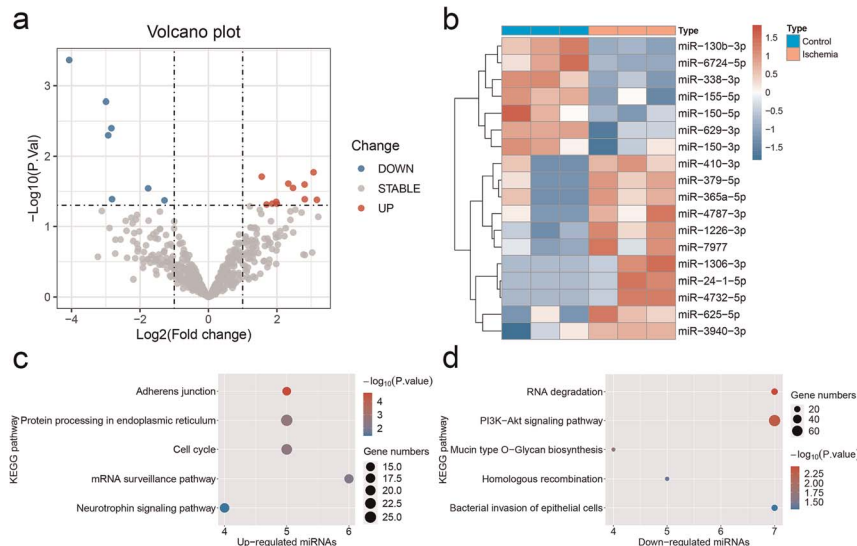 a
Volcano plot
−Log10(P.Val)
3
2
1
0
−4
−2
0
2
Log2(Fold change)
Change
DOWN
STABLE
UP
b
Type
miR−130b−3p
miR−6724−5p
miR−338−3p
miR−155−5p
miR−150−5p
miR−629−3p
miR−150−3p
miR−410−3p
miR−379−5p
miR−365a−5p
miR−4787−3p
miR−1226−3p
miR−7977
miR−1306−3p
miR−24−1−5p
miR−4732−5p
miR−625−5p
miR−3940−3p
1.5
1
0.5
0
−0.5
−1
−1.5
Type
Control
Ischemia
c
KEGG pathway
Adherens junction
Protein processing in endoplasmic reticulum
Cell cycle
mRNA surveillance pathway
Neurotrophin signaling pathway
4
5
6
Up−regulated miRNAs
−log10(P.value)
4
3
2
Gene numbers
15.0
17.5
20.0
22.5
25.0
d
KEGG pathway
RNA degradation
PI3K−Akt signaling pathway
Mucin type O−Glycan biosynthesis
Homologous recombination
Bacterial invasion of epithelial cells
4
5
6
7
Down−regulated miRNAs
Gene numbers
20
40
60
−log10(P.value)
2.25
2.00
1.75
1.50